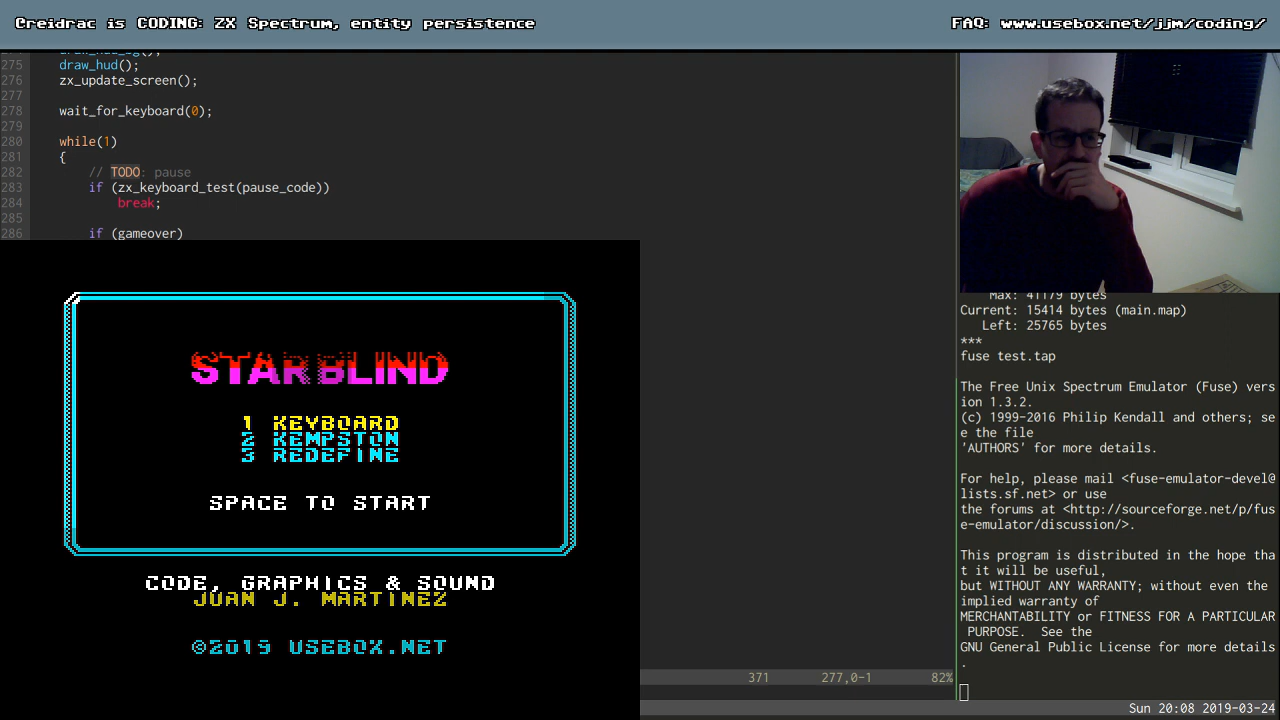 Creidrac is CODING: ZX Spectrum, entity persistence
FAQ: www.usebox.net/jjm/coding/
275 draw_hud();
276 zx_update_screen();
277
278 wait_for_keyboard(0);
279
280 while(1)
281 {
282 // TODO: pause
283 if (zx_keyboard_test(pause_code))
284 break;
285
286 if (gameover)
STARBLIND
1 KEYBOARD
2 KEMPSTON
3 REDEFINE
SPACE TO START
CODE, GRAPHICS & SOUND
JUAN J. MARTINEZ
©2019 USEBOX.NET
371 277,0-1 82%
Max: 41179 bytes
Current: 15414 bytes (main.map)
Left: 25765 bytes
***
fuse test.tap
The Free Unix Spectrum Emulator (Fuse) vers
ion 1.3.2.
(c) 1999-2016 Philip Kendall and others; se
e the file
'AUTHORS' for more details.
For help, please mail <fuse-emulator-devel@
lists.sf.net> or use
the forums at <http://sourceforge.net/p/fus
e-emulator/discussion/>.
This program is distributed in the hope tha
t it will be useful,
but WITHOUT ANY WARRANTY; without even the
implied warranty of
MERCHANTABILITY or FITNESS FOR A PARTICULAR
PURPOSE. See the
GNU General Public License for more details
.
Sun 20:08 2019-03-24